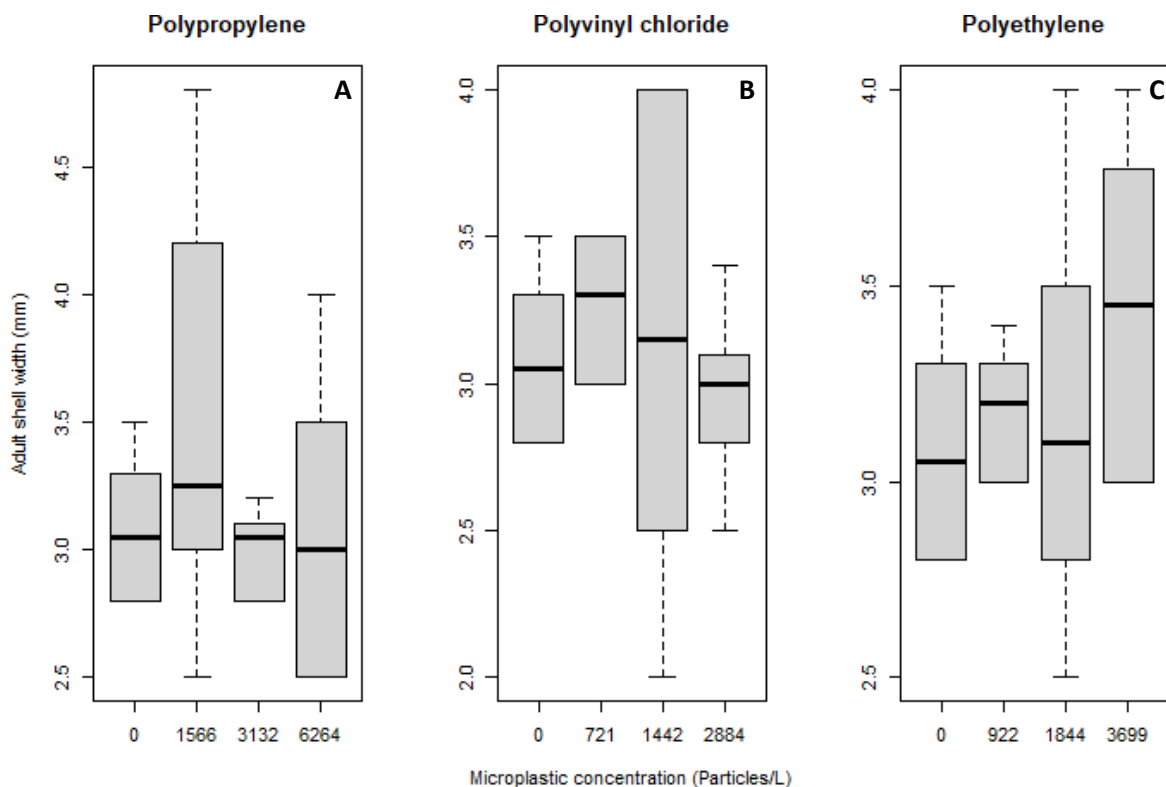 Polypropylene
Polyvinyl chloride
Polyethylene
A
B
C
Adult shell width (mm)
4.5
4.0
3.5
3.0
2.5
4.0
3.5
3.0
2.5
2.0
4.0
3.5
3.0
2.5
0 1566 3132 6264
0 721 1442 2884
0 922 1844 3699
Microplastic concentration (Particles/L)